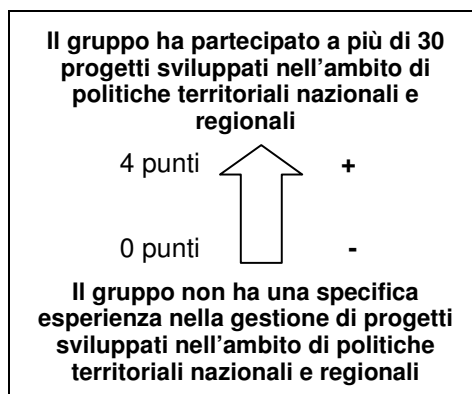 Il gruppo ha partecipato a più di 30
progetti sviluppati nell'ambito di
politiche territoriali nazionali e
regionali
4 punti +
0 punti -
Il gruppo non ha una specifica
esperienza nella gestione di progetti
sviluppati nell'ambito di politiche
territoriali nazionali e regionali